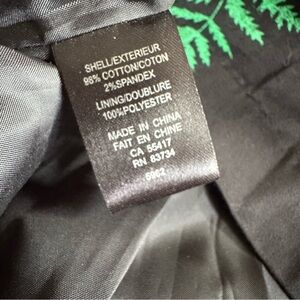 SHELL/EXTERIEUR
98% COTTON/COTON
2%SPANDEX
LINING/DOUBLURE
100%POLYESTER
MADE IN CHINA
FAIT EN CHINE
CA 55417
RN 83734
5962